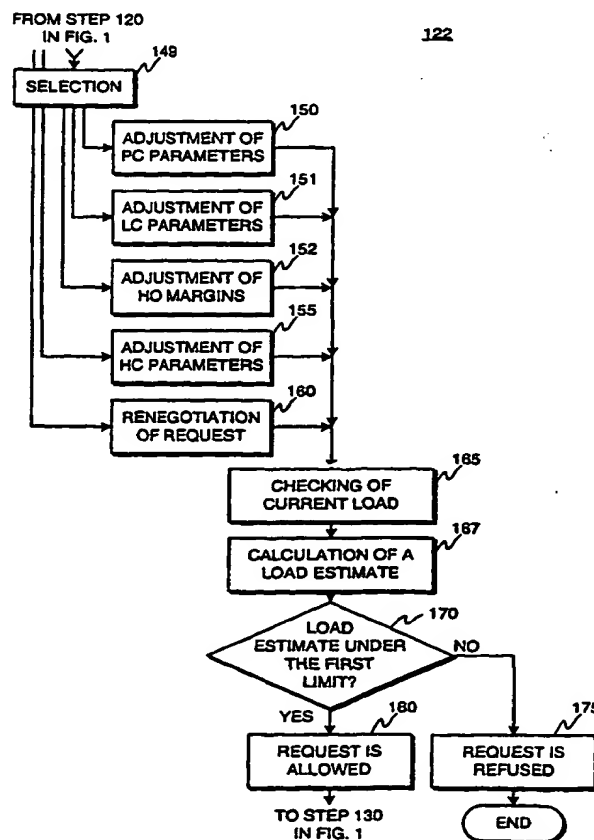 FROM STEP 120
IN FIG. 1
122
149
SELECTION
150
ADJUSTMENT OF
PC PARAMETERS
151
ADJUSTMENT OF
LC PARAMETERS
152
ADJUSTMENT OF
HO MARGINS
155
ADJUSTMENT OF
HC PARAMETERS
160
RENEGOTIATION
OF REQUEST
165
CHECKING OF
CURRENT LOAD
167
CALCULATION OF A
LOAD ESTIMATE
170
LOAD
ESTIMATE UNDER
THE FIRST
LIMIT?
NO
YES
180
REQUEST IS
ALLOWED
175
REQUEST IS
REFUSED
TO STEP 130
IN FIG. 1
END